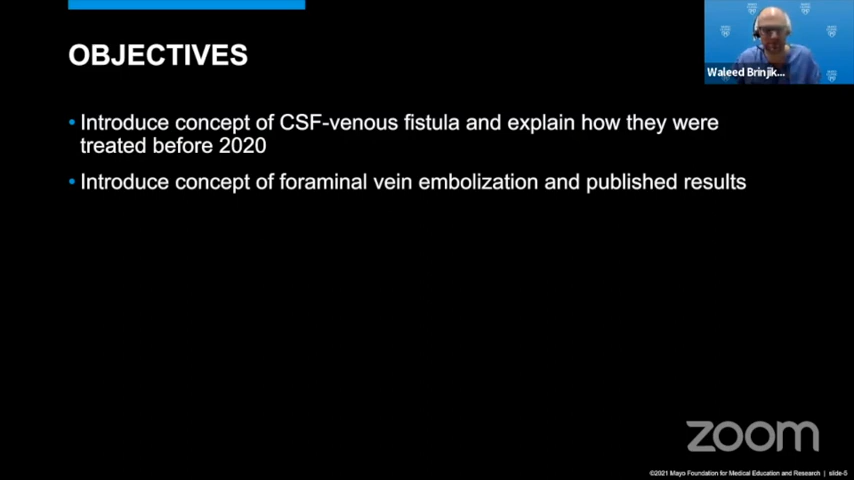 OBJECTIVES
Waleed Brinjik...
• Introduce concept of CSF-venous fistula and explain how they were
treated before 2020
• Introduce concept of foraminal vein embolization and published results
zoom
©2021 Mayo Foundation for Medical Education and Research | slide-5